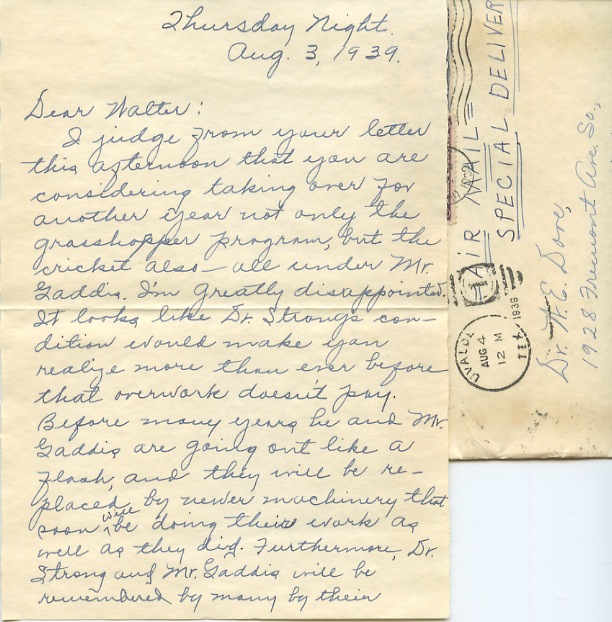 Thursday Night.
Aug. 3, 1939.
Dear Walter:
I judge from your letter
this afternoon that you are
considering taking over for
another year not only the
grasshopper program, but the
cricket also - all under Mr.
Gaddis. I'm greatly disappointed.
It looks like Dr. Strong's con-
dition would make you
realize more than ever before
that overwork doesn't pay.
Before many years he and Mr.
Gaddis are going out like a
flash, and they will be re-
placed by newer machinery that
soon will be doing their work as
well as they did. Furthermore, Dr.
Strong and Mr. Gaddis will be
remembered by many by their
AIR MAIL
SPECIAL DELIVER
UVALDE
AUG 4
12 M
1939
TEX.
Dr. W. E. Dove,
1928 Fremont Ave. So.,